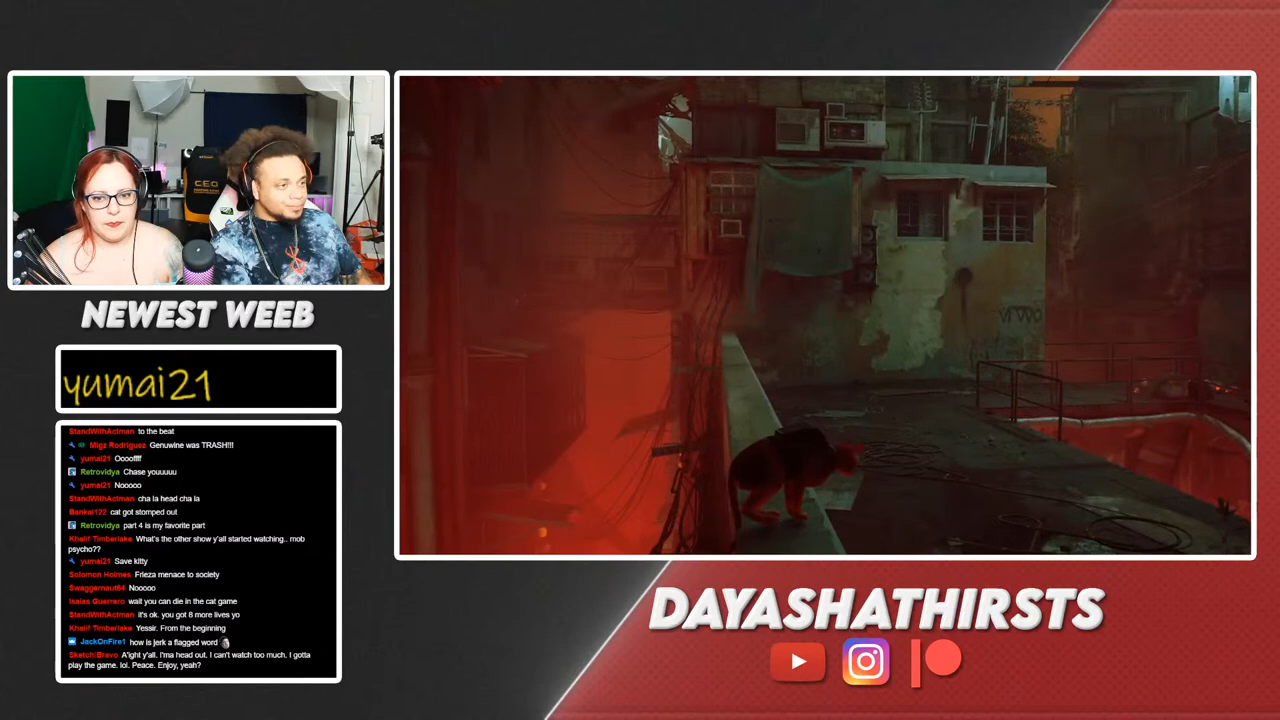 CEO
NEWEST WEEB
yumai21
StandWithActman to the beat
Migz Rodriguez Genuwine was TRASH!!!
yumai21 Ooooffff
Retrovidya Chase youuuuu
yumai21 Nooooo
StandWithActman cha la head cha la
Bankai122 cat got stomped out
Retrovidya part 4 is my favorite part
Khalif Timberlake What's the other show y'all started watching.. mob
psycho??
yumai21 Save kitty
Solomon Holmes Frieza menace to society
Swaggernaut64 Nooooo
Isaias Guerrero wait you can die in the cat game
StandWithActman it's ok. you got 8 more lives yo
Khalif Timberlake Yessir. From the beginning
JackOnFire1 how is jerk a flagged word
Sketch!Bravo A'ight y'all. I'ma head out. I can't watch too much. I gotta
play the game. lol. Peace. Enjoy, yeah?
DAYASHATHIRSTS